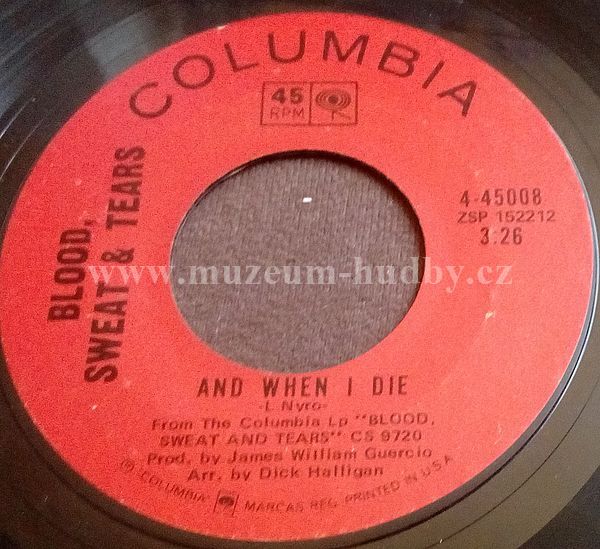 COLUMBIA
45
RPM
BLOOD,
SWEAT & TEARS
4-45008
ZSP 152212
3:26
www.muzeum-hudby.cz
AND WHEN I DIE
-L Nyro-
From The Columbia Lp "BLOOD,
SWEAT AND TEARS" CS 9720
Prod. by James William Guercio
Arr. by Dick Halligan
℗ "COLUMBIA" MARCAS REG. PRINTED IN U.S.A.